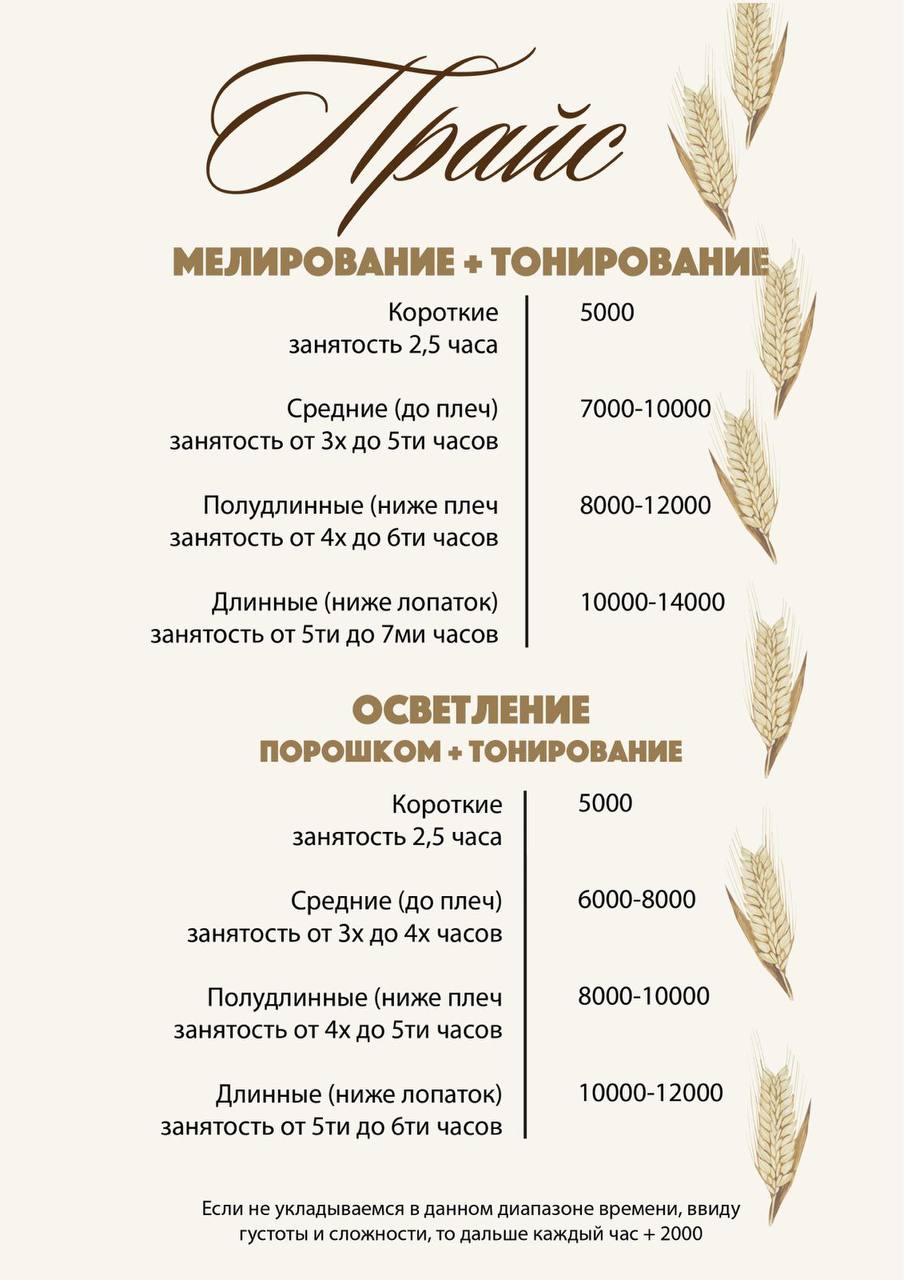 Прайс
МЕЛИРОВАНИЕ + ТОНИРОВАНИЕ
Короткие 5000
занятость 2,5 часа
Средние (до плеч) 7000-10000
занятость от 3х до 5ти часов
Полудлинные (ниже плеч 8000-12000
занятость от 4х до 6ти часов
Длинные (ниже лопаток) 10000-14000
занятость от 5ти до 7ми часов
ОСВЕТЛЕНИЕ
ПОРОШКОМ + ТОНИРОВАНИЕ
Короткие 5000
занятость 2,5 часа
Средние (до плеч) 6000-8000
занятость от 3х до 4х часов
Полудлинные (ниже плеч 8000-10000
занятость от 4х до 5ти часов
Длинные (ниже лопаток) 10000-12000
занятость от 5ти до 6ти часов
Если не укладываемся в данном диапазоне времени, ввиду
густоты и сложности, то дальше каждый час + 2000